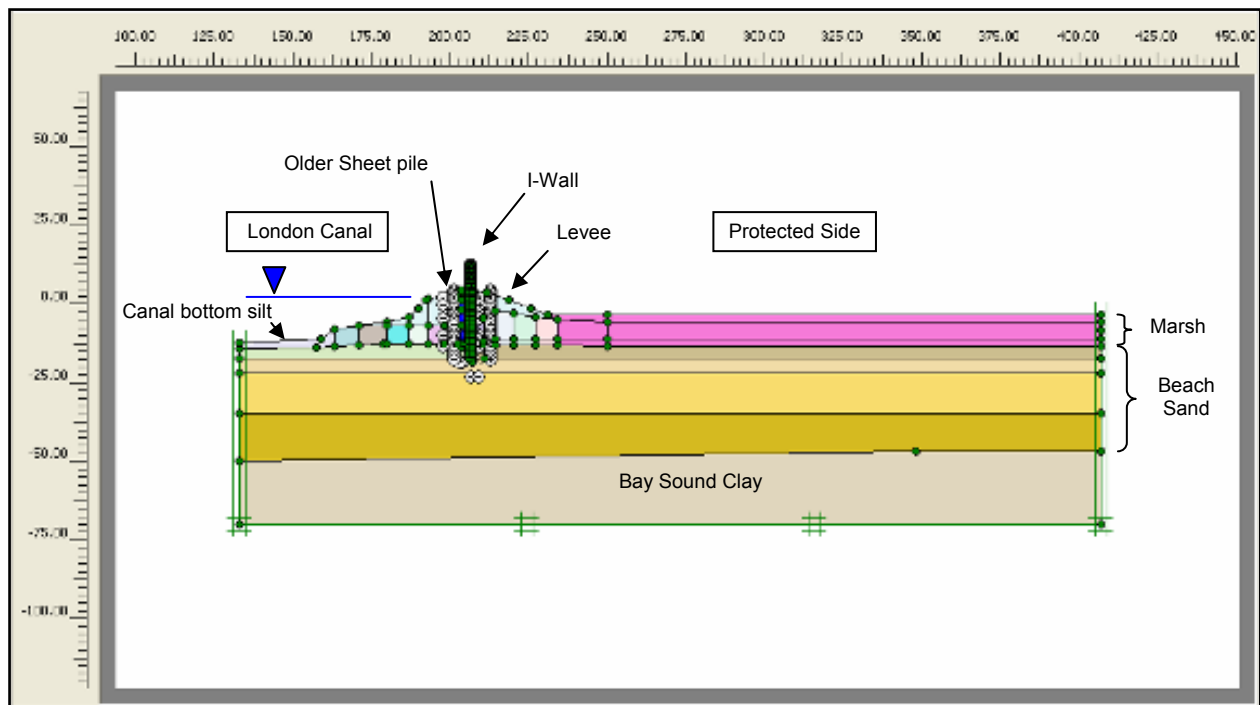 100.00 125.00 150.00 175.00 200.00 225.00 250.00 275.00 300.00 325.00 350.00 375.00 400.00 425.00 450.00
50.00
25.00
0.00
-25.00
-50.00
-75.00
-100.00
Older Sheet pile
I-Wall
London Canal
Levee
Protected Side
Canal bottom silt
Marsh
Beach
Sand
Bay Sound Clay